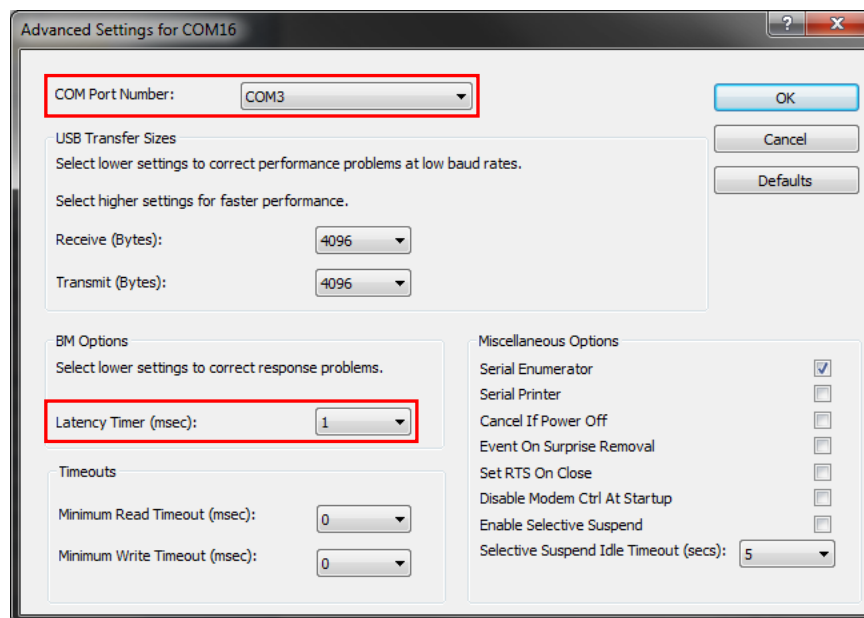 Advanced Settings for COM16
?
COM Port Number: COM3
OK
USB Transfer Sizes
Cancel
Select lower settings to correct performance problems at low baud rates.
Defaults
Select higher settings for faster performance.
Receive (Bytes): 4096
Transmit (Bytes): 4096
BM Options
Select lower settings to correct response problems.
Latency Timer (msec): 1
Timeouts
Minimum Read Timeout (msec): 0
Minimum Write Timeout (msec): 0
Miscellaneous Options
Serial Enumerator
Serial Printer
Cancel If Power Off
Event On Surprise Removal
Set RTS On Close
Disable Modem Ctrl At Startup
Enable Selective Suspend
Selective Suspend Idle Timeout (secs): 5